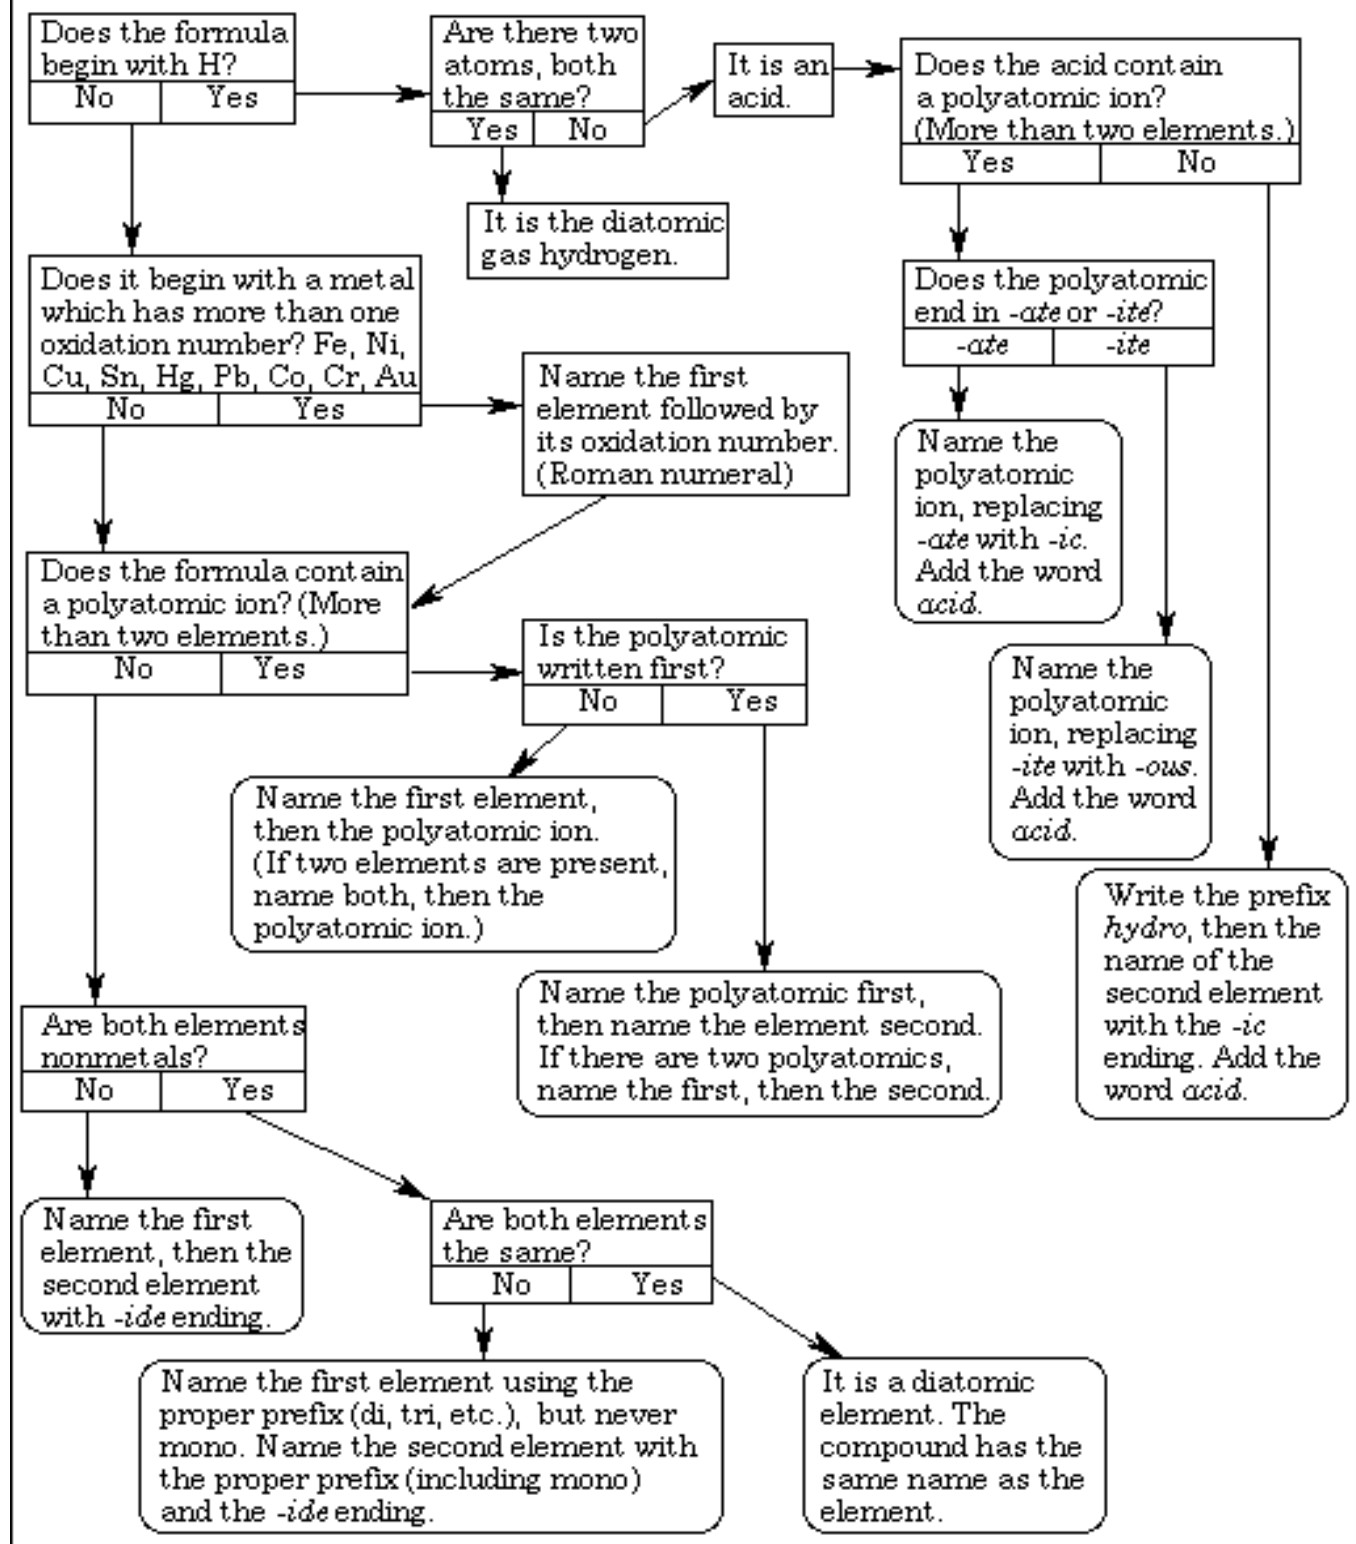 Does the formula
begin with H?
No Yes
Are there two
atoms, both
the same?
Yes No
It is an
acid.
Does the acid contain
a polyatomic ion?
(More than two elements.)
Yes No
It is the diatomic
gas hydrogen.
Does it begin with a metal
which has more than one
oxidation number? Fe, Ni,
Cu, Sn, Hg, Pb, Co, Cr, Au
No Yes
Does the polyatomic
end in -ate or -ite?
-ate -ite
Name the first
element followed by
its oxidation number.
(Roman numeral)
Name the
polyatomic
ion, replacing
-ate with -ic.
Add the word
acid.
Does the formula contain
a polyatomic ion? (More
than two elements.)
No Yes
Is the polyatomic
written first?
No Yes
Name the
polyatomic
ion, replacing
-ite with -ous.
Add the word
acid.
Name the first element,
then the polyatomic ion.
(If two elements are present,
name both, then the
polyatomic ion.)
Write the prefix
hydro, then the
name of the
second element
with the -ic
ending. Add the
word acid.
Name the polyatomic first,
then name the element second.
If there are two polyatomics,
name the first, then the second.
Are both elements
nonmetals?
No Yes
Name the first
element, then the
second element
with -ide ending.
Are both elements
the same?
No Yes
Name the first element using the
proper prefix (di, tri, etc.), but never
mono. Name the second element with
the proper prefix (including mono)
and the -ide ending.
It is a diatomic
element. The
compound has the
same name as the
element.